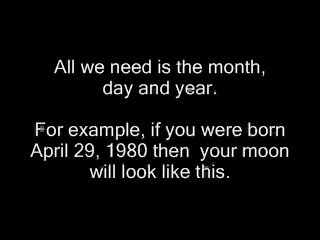 All we need is the month,
day and year.
For example, if you were born
April 29, 1980 then  your moon
will look like this.